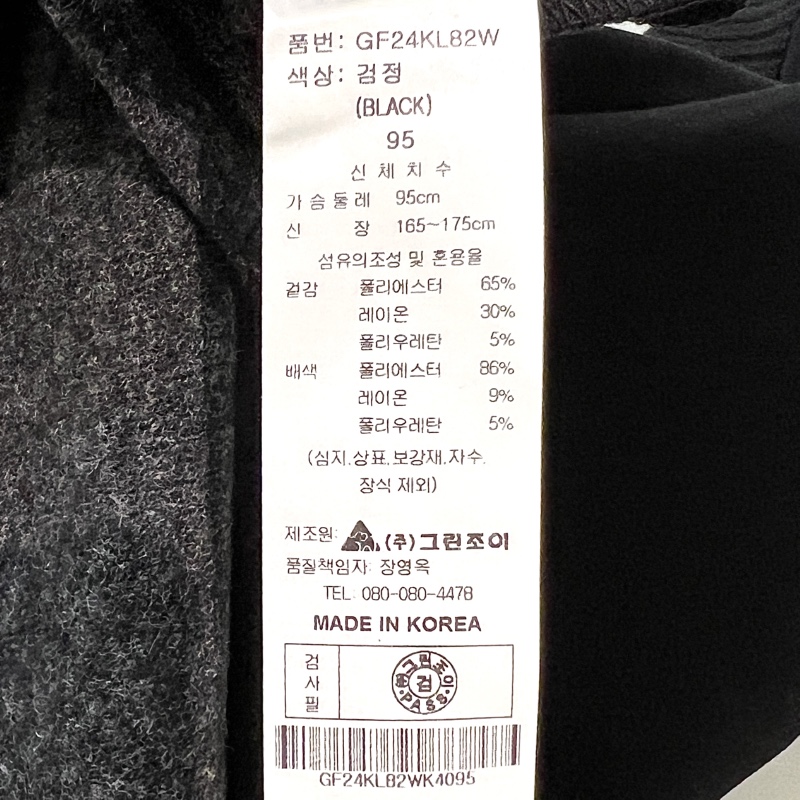 품번: GF24KL82W
색상: 검정
(BLACK)
95
신 체 치 수
가 슴 둘 레 95cm
신 장 165~175cm
섬유의조성 및 혼용율
겉감 폴리에스터 65%
레이온 30%
폴리우레탄 5%
배색 폴리에스터 86%
레이온 9%
폴리우레탄 5%
(심지.상표.보강재.자수.
장식 제외)
제조원: (주)그린조이
품질책임자: 장영옥
TEL: 080-080-4478
MADE IN KOREA
검사필
㈜그린조이
검
PASS
GF24KL82WK4095